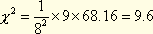 χ² = 1/8² × 9 × 68.16 = 9.6